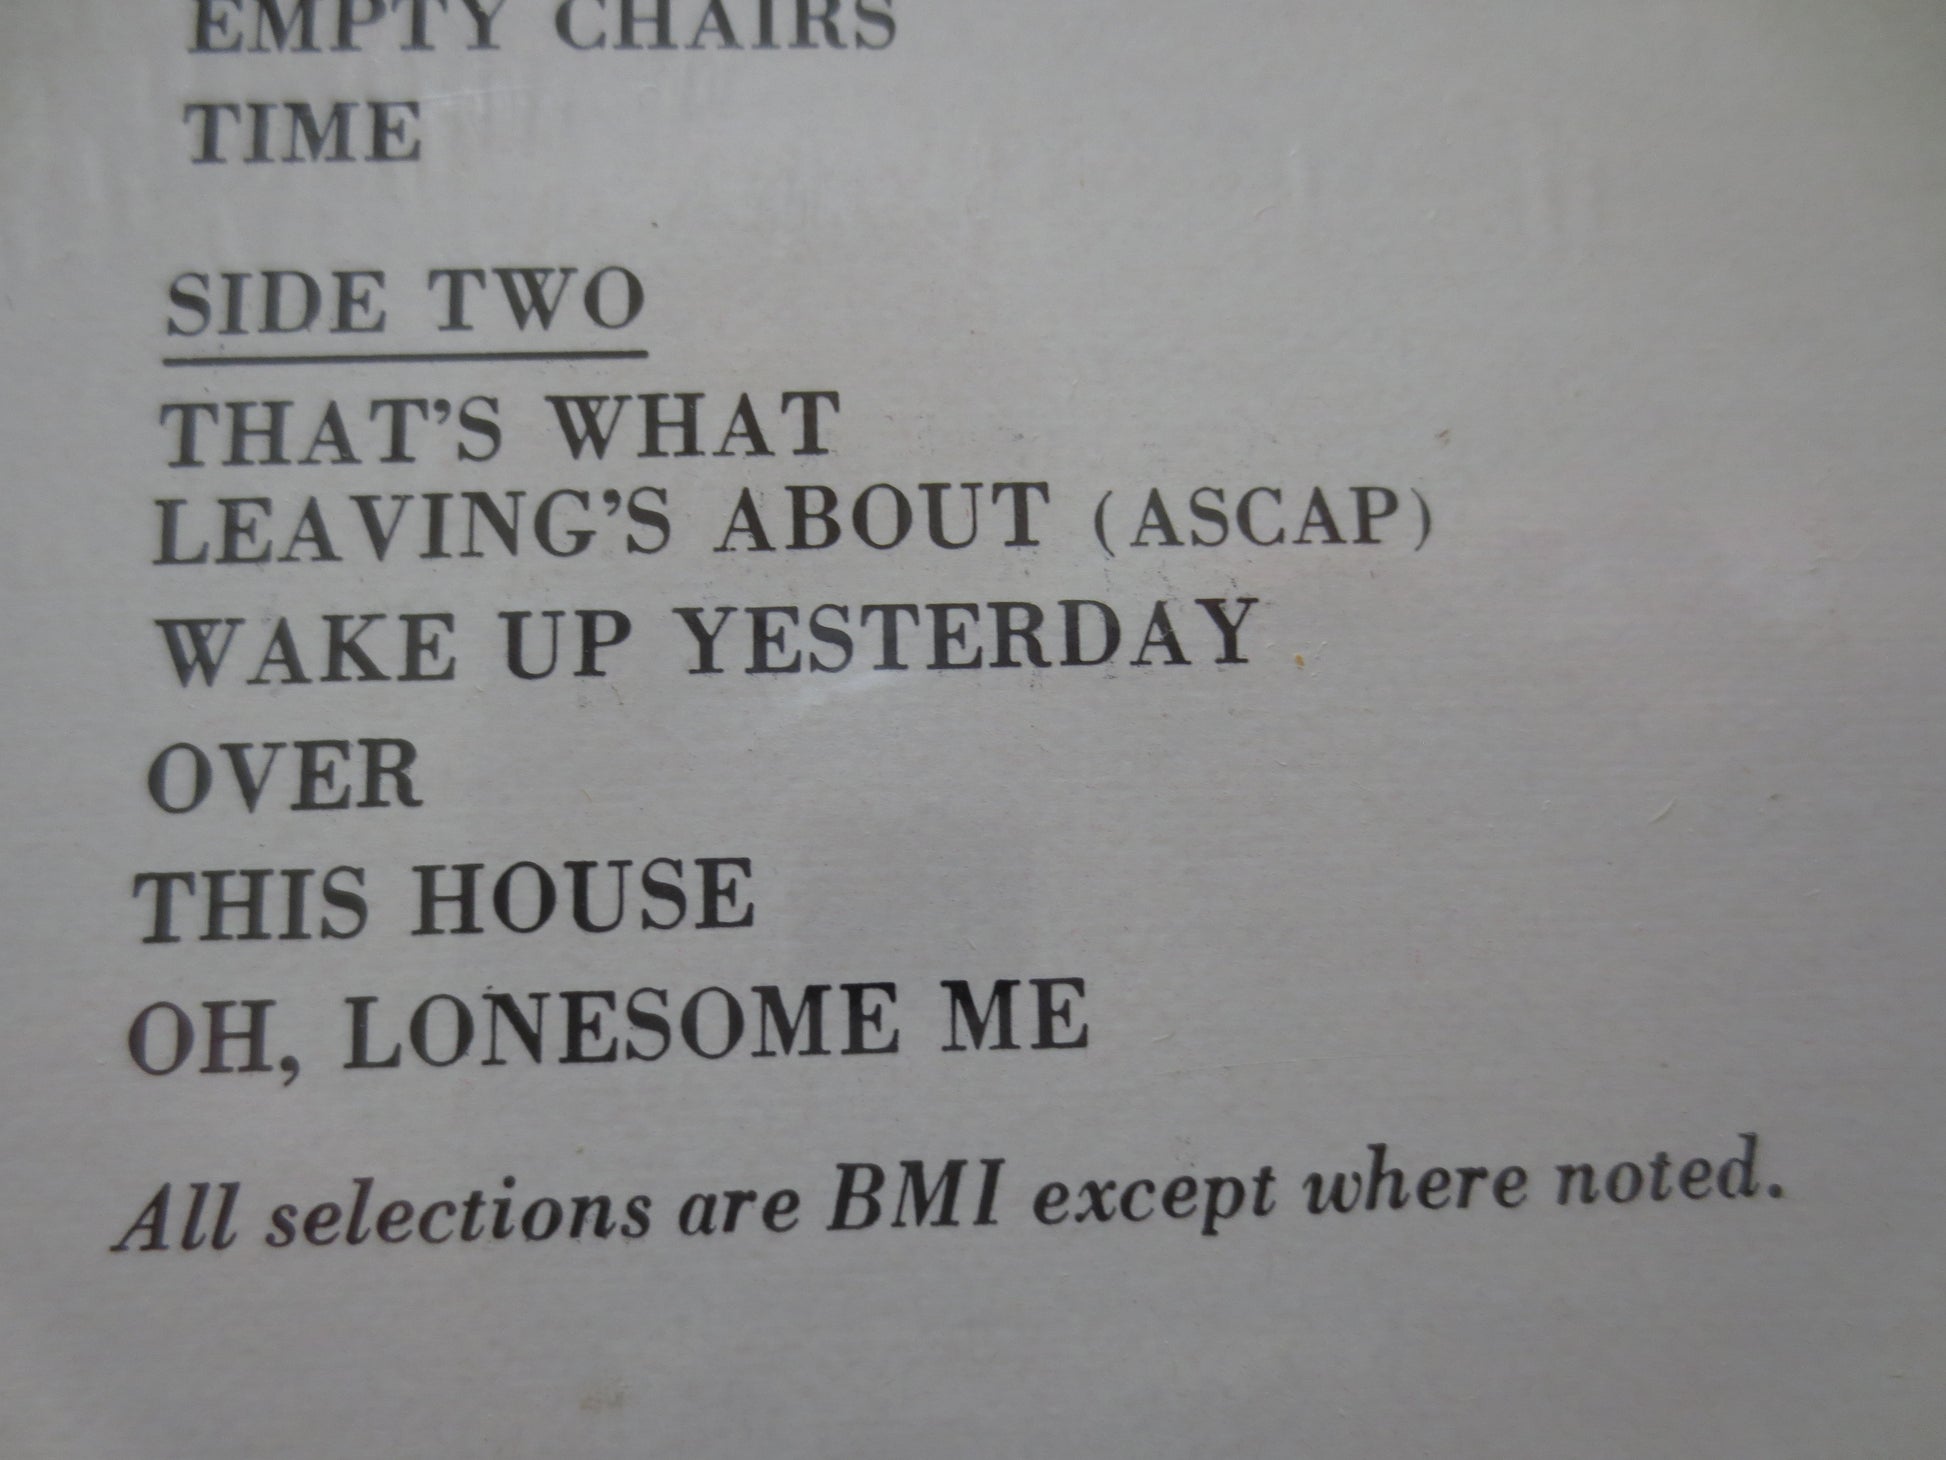 EMPTY CHAIRS
TIME
SIDE TWO
THAT'S WHAT
LEAVING'S ABOUT (ASCAP)
WAKE UP YESTERDAY
OVER
THIS HOUSE
OH, LONESOME ME
All selections are BMI except where noted.